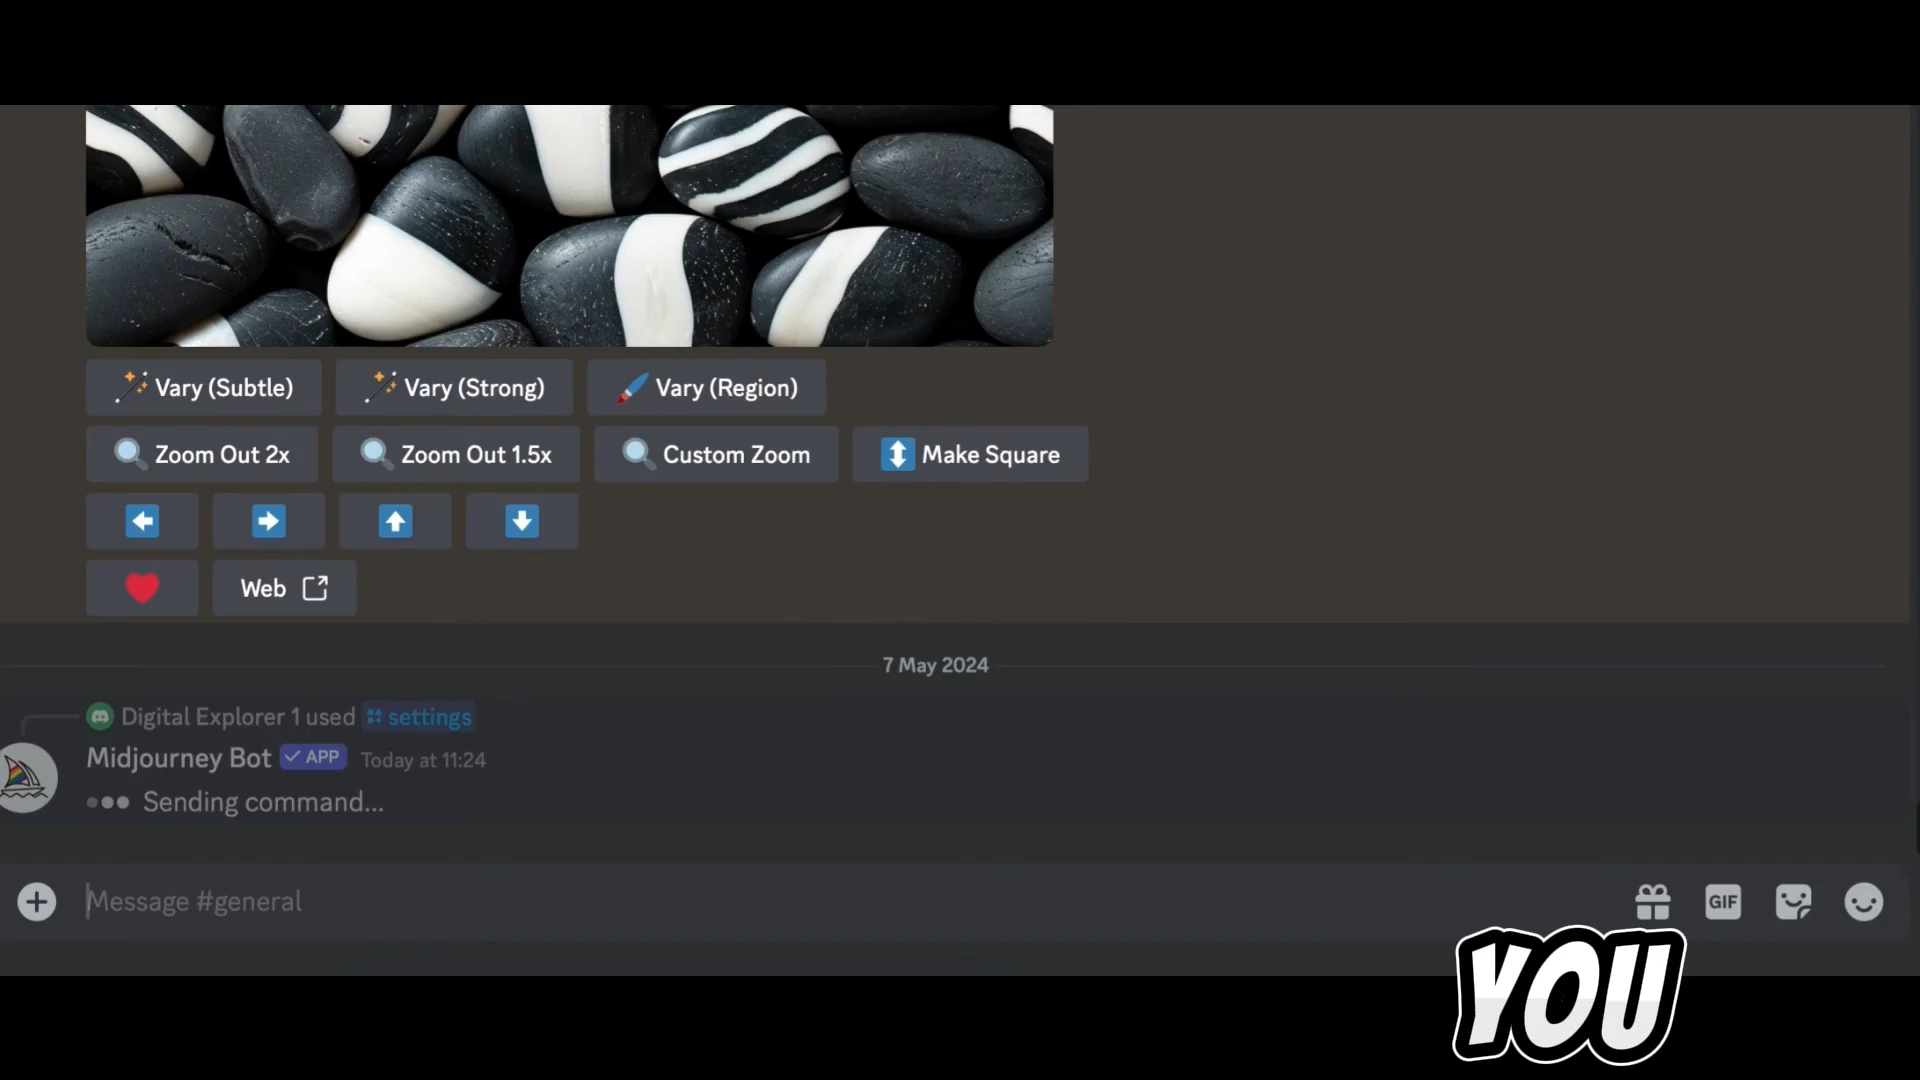 Vary (Subtle) Vary (Strong) Vary (Region)
Zoom Out 2x Zoom Out 1.5x Custom Zoom Make Square
Web
7 May 2024
Digital Explorer 1 used settings
Midjourney Bot APP Today at 11:24
Sending command...
Message #general
GIF
YOU